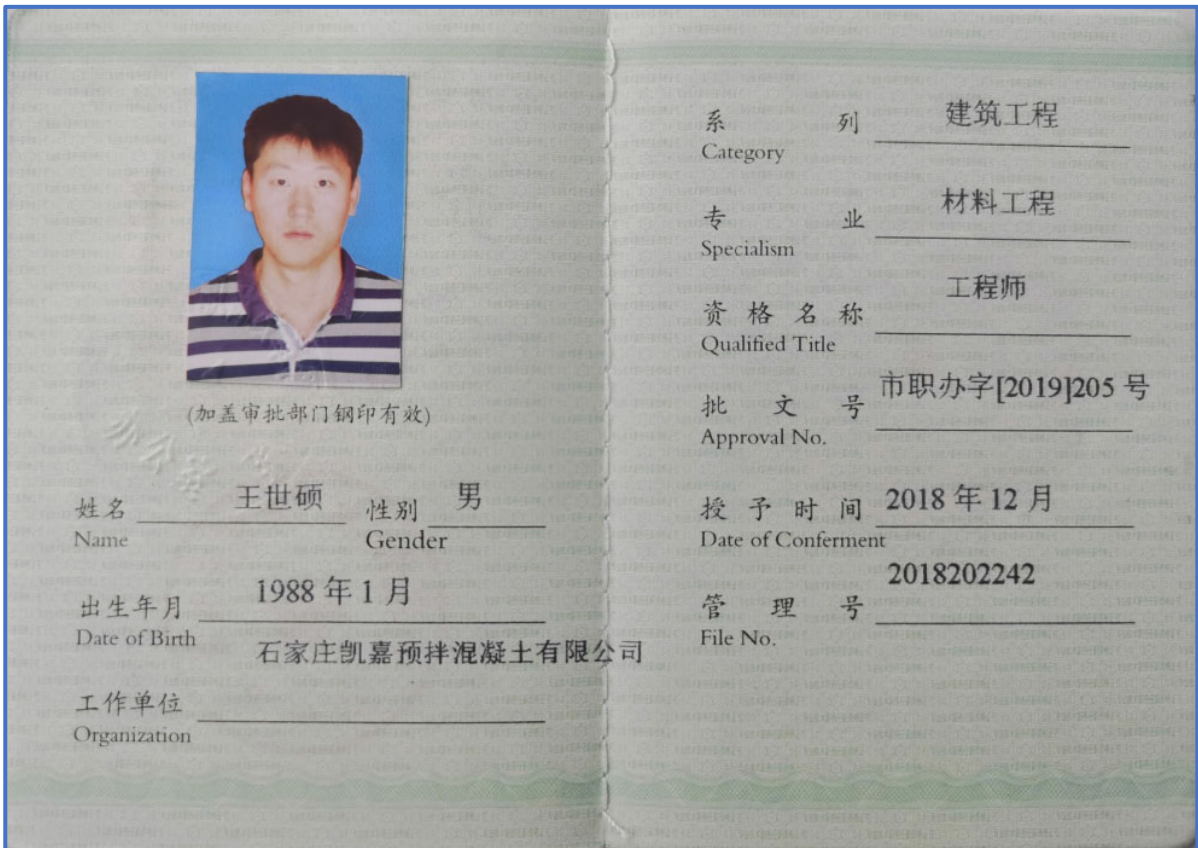 (加盖审批部门钢印有效)
姓名 王世硕 性别 男
Name Gender
出生年月 1988年1月
Date of Birth
石家庄凯嘉预拌混凝土有限公司
工作单位
Organization
系列 建筑工程
Category
专业 材料工程
Specialism
资格名称 工程师
Qualified Title
批文号 市职办字[2019]205号
Approval No.
授予时间 2018年12月
Date of Conferment
2018202242
管理号
File No.